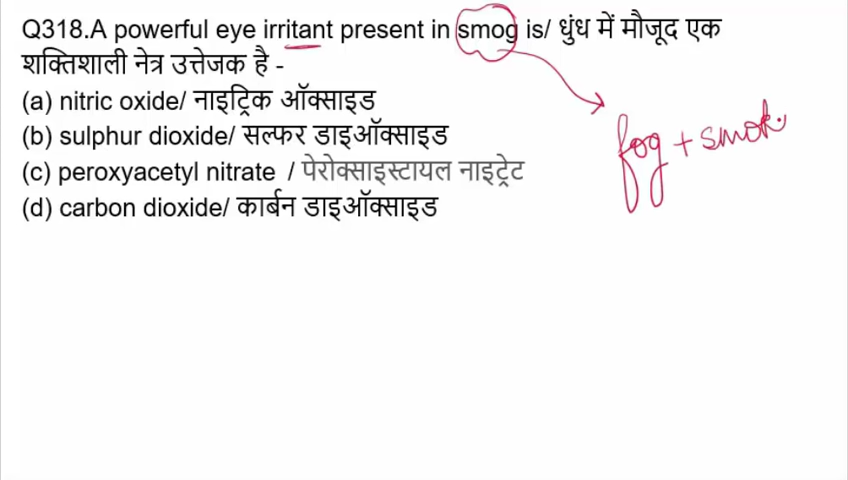 Q318.A powerful eye irritant present in smog is/ धुंध में मौजूद एक
शक्तिशाली नेत्र उत्तेजक है -
(a) nitric oxide/ नाइट्रिक ऑक्साइड
(b) sulphur dioxide/ सल्फर डाइऑक्साइड
(c) peroxyacetyl nitrate / पेरोक्साइस्टायल नाइट्रेट
(d) carbon dioxide/ कार्बन डाइऑक्साइड
fog + smok